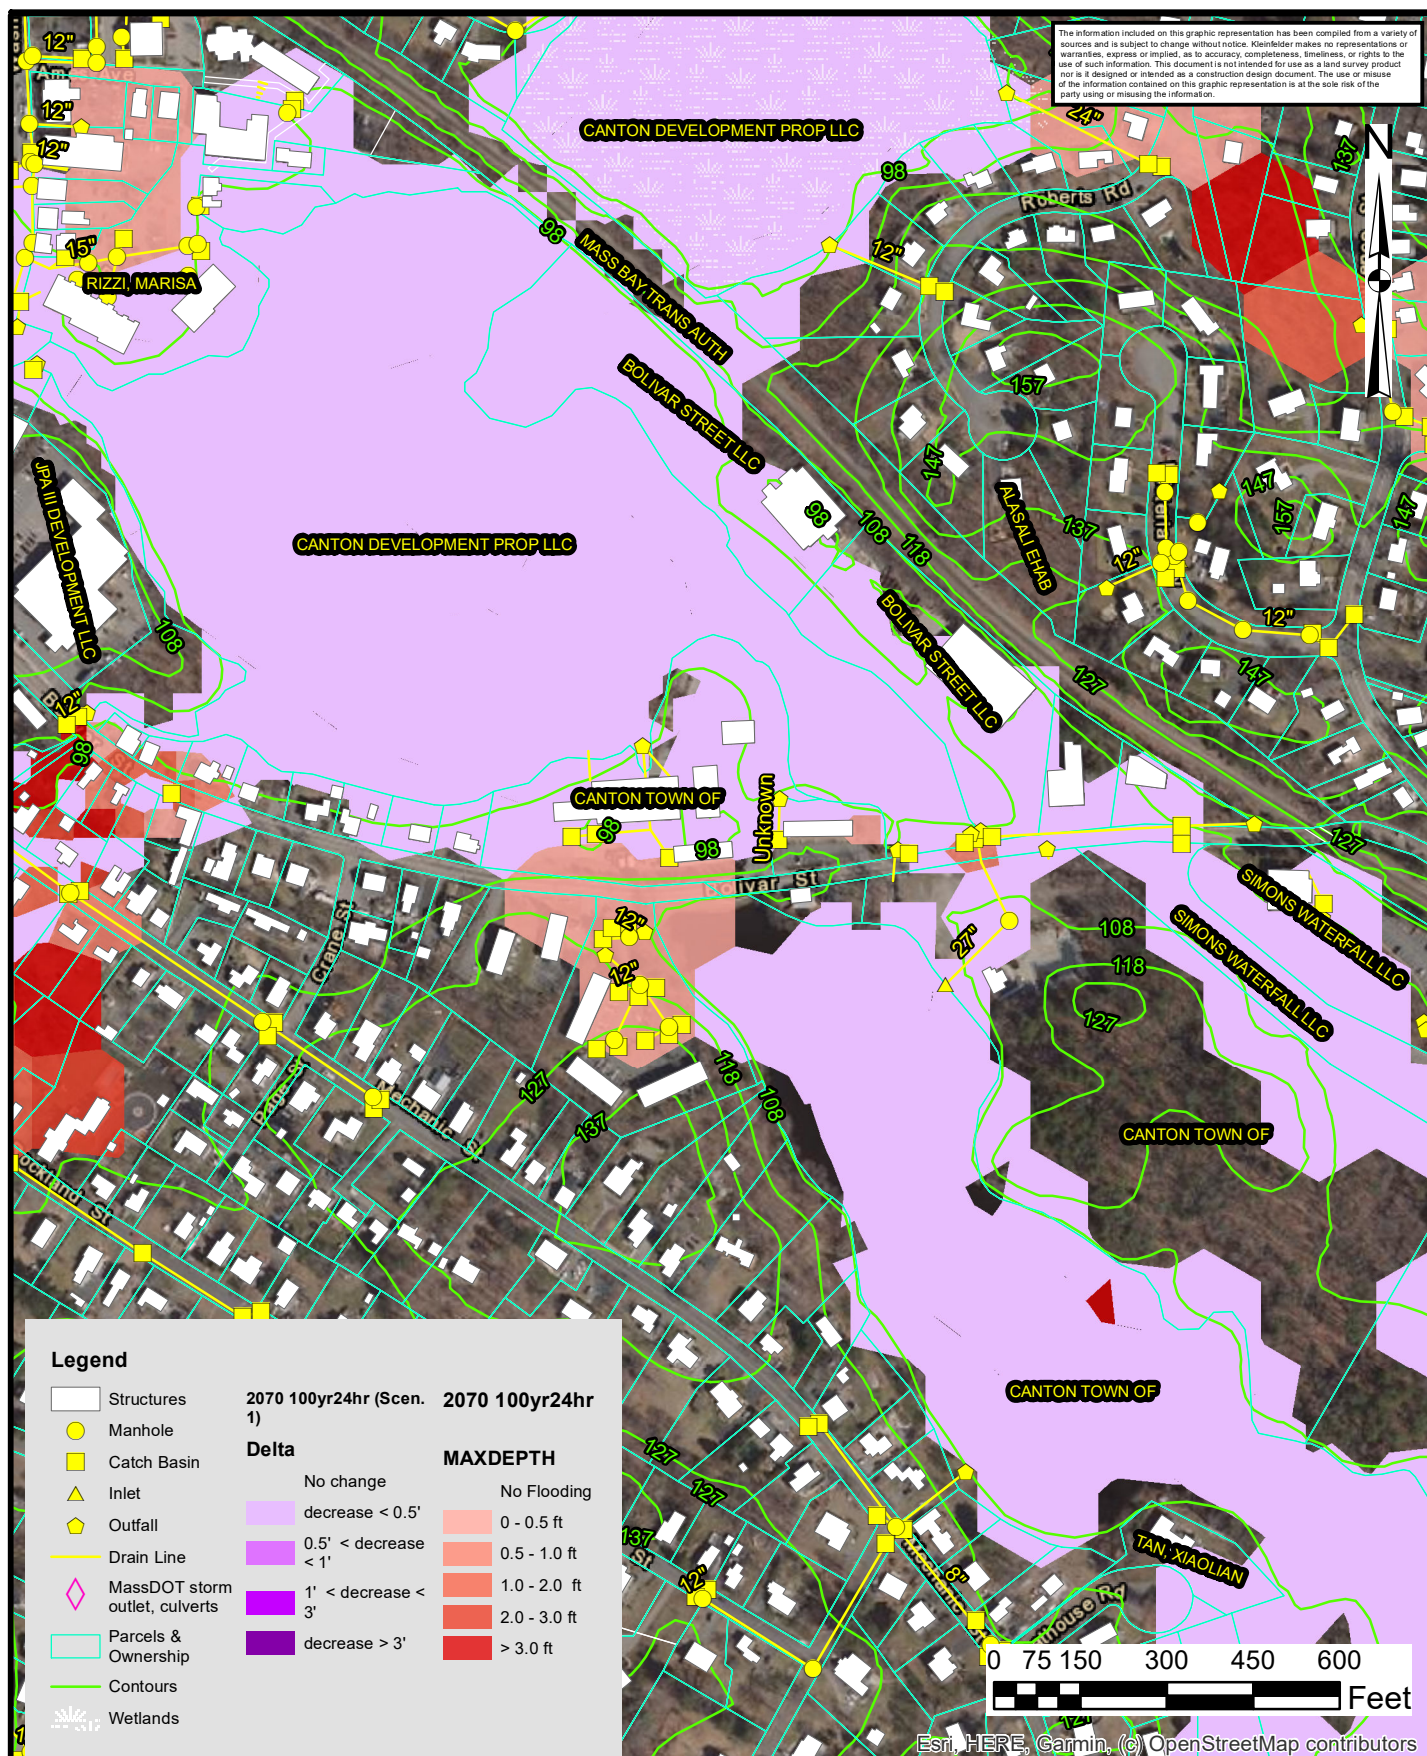 The information included on this graphic representation has been compiled from a variety of
sources and is subject to change without notice. Kleinfelder makes no representations or
warranties, express or implied, as to accuracy, completeness, timeliness, or rights to the
use of such information. This document is not intended for use as a land survey product
nor is it designed or intended as a construction design document. The use or misuse
of the information contained on this graphic representation is at the sole risk of the
party using or misusing the information.
N
12"
Ave
12"
12"
15"
RIZZI, MARISA
CANTON DEVELOPMENT PROP LLC
24"
137
98
Roberts Rd
98
MASS BAY TRANS AUTH
12"
BOLIVAR STREET LLC
157
147
98
108
118
ALASALI EHAB
137
147
157
147
12"
12"
147
127
JPA III DEVELOPMENT LLC
CANTON DEVELOPMENT PROP LLC
BOLIVAR STREET LLC
108
12"
98
CANTON TOWN OF
98
98
Unknown
Bolivar St
127
SIMONS WATERFALL LLC
SIMONS WATERFALL LLC
108
118
127
27"
12"
12"
Crane St
Page St
Mechanic St
127
137
118
108
CANTON TOWN OF
CANTON TOWN OF
127
127
137
St
12"
8"
Mechanic
TAN, XIAOLIAN
127
Legend
Structures
Manhole
Catch Basin
Inlet
Outfall
Drain Line
MassDOT storm
outlet, culverts
Parcels &
Ownership
Contours
Wetlands
2070 100yr24hr (Scen.
1)
Delta
No change
decrease < 0.5'
0.5' < decrease
< 1'
1' < decrease <
3'
decrease > 3'
2070 100yr24hr
MAXDEPTH
No Flooding
0 - 0.5 ft
0.5 - 1.0 ft
1.0 - 2.0 ft
2.0 - 3.0 ft
> 3.0 ft
0 75 150 300 450 600
Feet
Esri, HERE, Garmin, (c) OpenStreetMap contributors